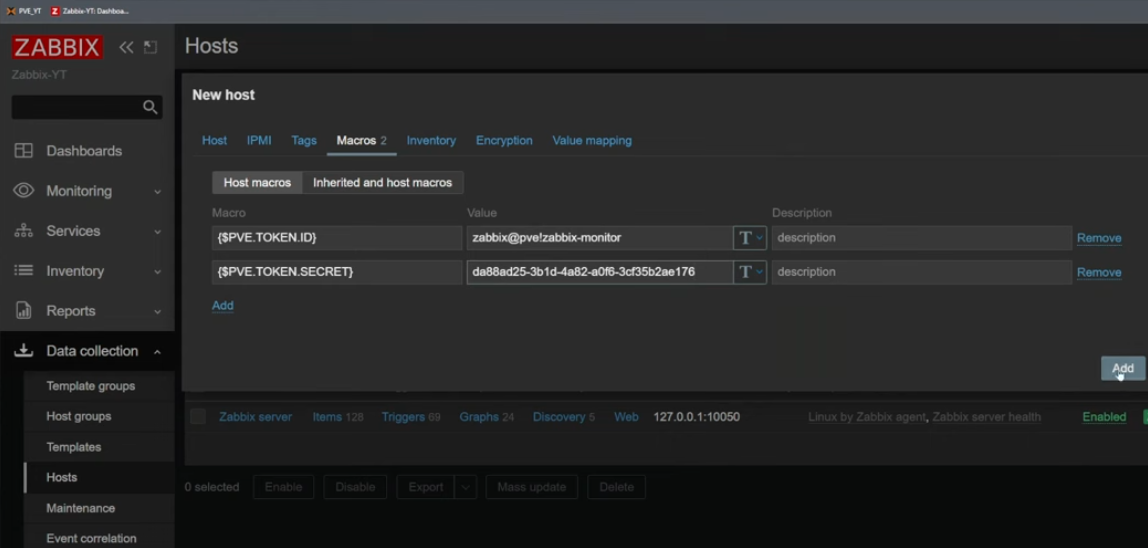 PVE_YT Zabbix-YT: Dashboa...
ZABBIX
Zabbix-YT
Dashboards
Monitoring
Services
Inventory
Reports
Data collection
Template groups
Host groups
Templates
Hosts
Maintenance
Event correlation
Hosts
New host
Host IPMI Tags Macros 2 Inventory Encryption Value mapping
Host macros Inherited and host macros
Macro Value Description
{$PVE.TOKEN.ID} zabbix@pve!zabbix-monitor T description Remove
{$PVE.TOKEN.SECRET} da88ad25-3b1d-4a82-a0f6-3cf35b2ae176 T description Remove
Add
Add
Zabbix server Items 128 Triggers 69 Graphs 24 Discovery 5 Web 127.0.0.1:10050 Linux by Zabbix agent, Zabbix server health Enabled
0 selected Enable Disable Export Mass update Delete